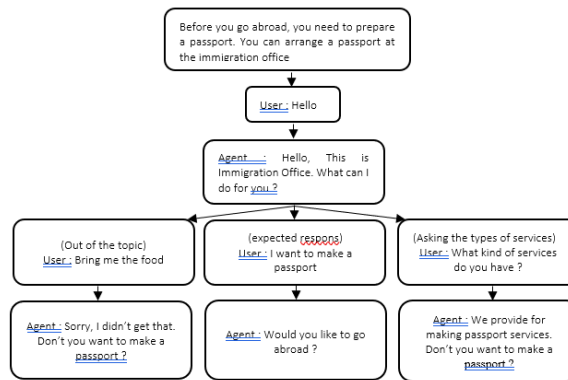 Before you go abroad, you need to prepare
a passport. You can arrange a passport at
the immigration office
User : Hello
Agent : Hello, This is
Immigration Office. What can I
do for you ?
(Out of the topic)
User : Bring me the food
(expected respons)
User : I want to make a
passport
(Asking the types of services)
User : What kind of services
do you have ?
Agent : Sorry, I didn't get that.
Don't you want to make a
passport ?
Agent : Would you like to go
abroad ?
Agent : We provide for
making passport services.
Don't you want to make a
passport ?